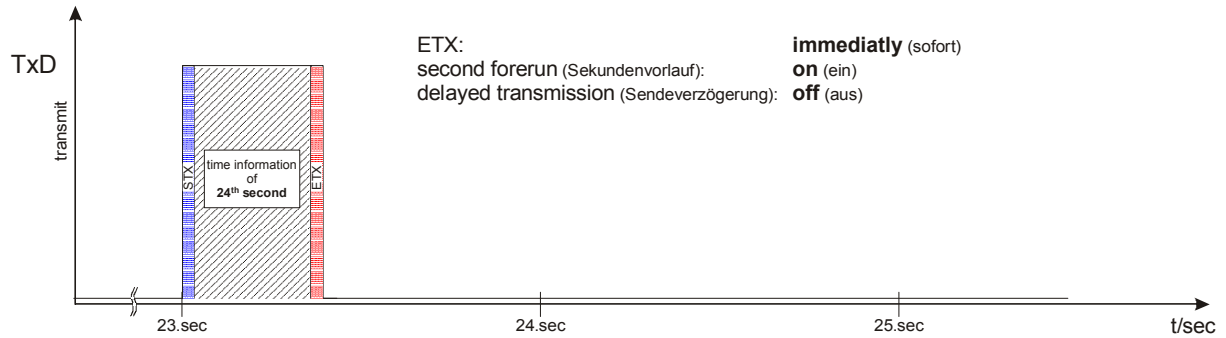 ETX: immediatly (sofort)
second forerun (Sekundenvorlauf): on (ein)
delayed transmission (Sendeverzögerung): off (aus)
TxD
transmit
STX
time information
of
24th second
ETX
23.sec 24.sec 25.sec t/sec